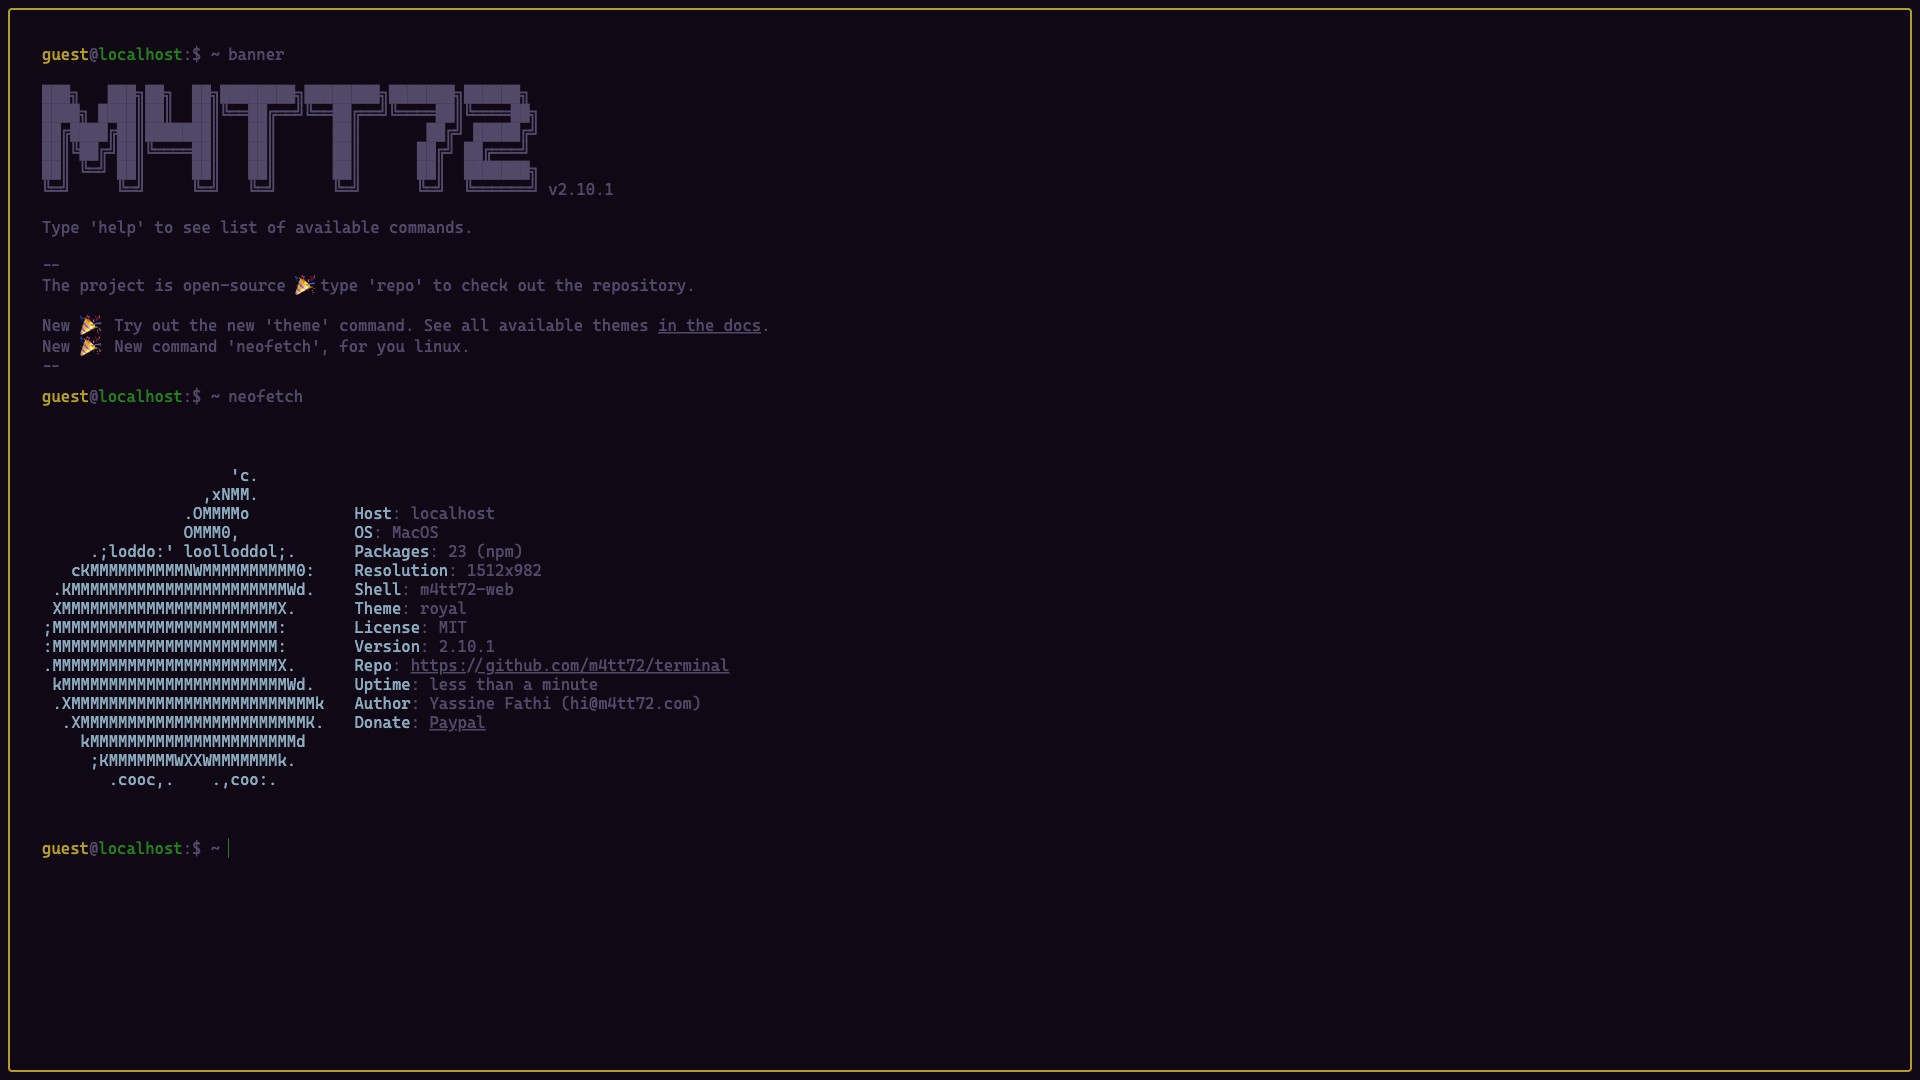 guest@localhost:$ ~ banner
M4TT72 v2.10.1
Type 'help' to see list of available commands.
--
The project is open-source 🎉 type 'repo' to check out the repository.
New 🎉 Try out the new 'theme' command. See all available themes in the docs.
New 🎉 New command 'neofetch', for you linux.
--
guest@localhost:$ ~ neofetch
'c.
,xNMM.
.OMMMMo Host: localhost
OMMM0, OS: MacOS
.;loddo:' loolloddol;. Packages: 23 (npm)
cKMMMMMMMMMMNWMMMMMMMMMM0: Resolution: 1512x982
.KMMMMMMMMMMMMMMMMMMMMMMMWd. Shell: m4tt72-web
XMMMMMMMMMMMMMMMMMMMMMMMX. Theme: royal
;MMMMMMMMMMMMMMMMMMMMMMMM: License: MIT
:MMMMMMMMMMMMMMMMMMMMMMMM: Version: 2.10.1
.MMMMMMMMMMMMMMMMMMMMMMMMX. Repo: https://github.com/m4tt72/terminal
kMMMMMMMMMMMMMMMMMMMMMMMMWd. Uptime: less than a minute
.XMMMMMMMMMMMMMMMMMMMMMMMMMMk Author: Yassine Fathi (hi@m4tt72.com)
.XMMMMMMMMMMMMMMMMMMMMMMMMK. Donate: Paypal
kMMMMMMMMMMMMMMMMMMMMMMd
;KMMMMMMMWXXWMMMMMMMk.
.cooc,. .,coo:.
guest@localhost:$ ~